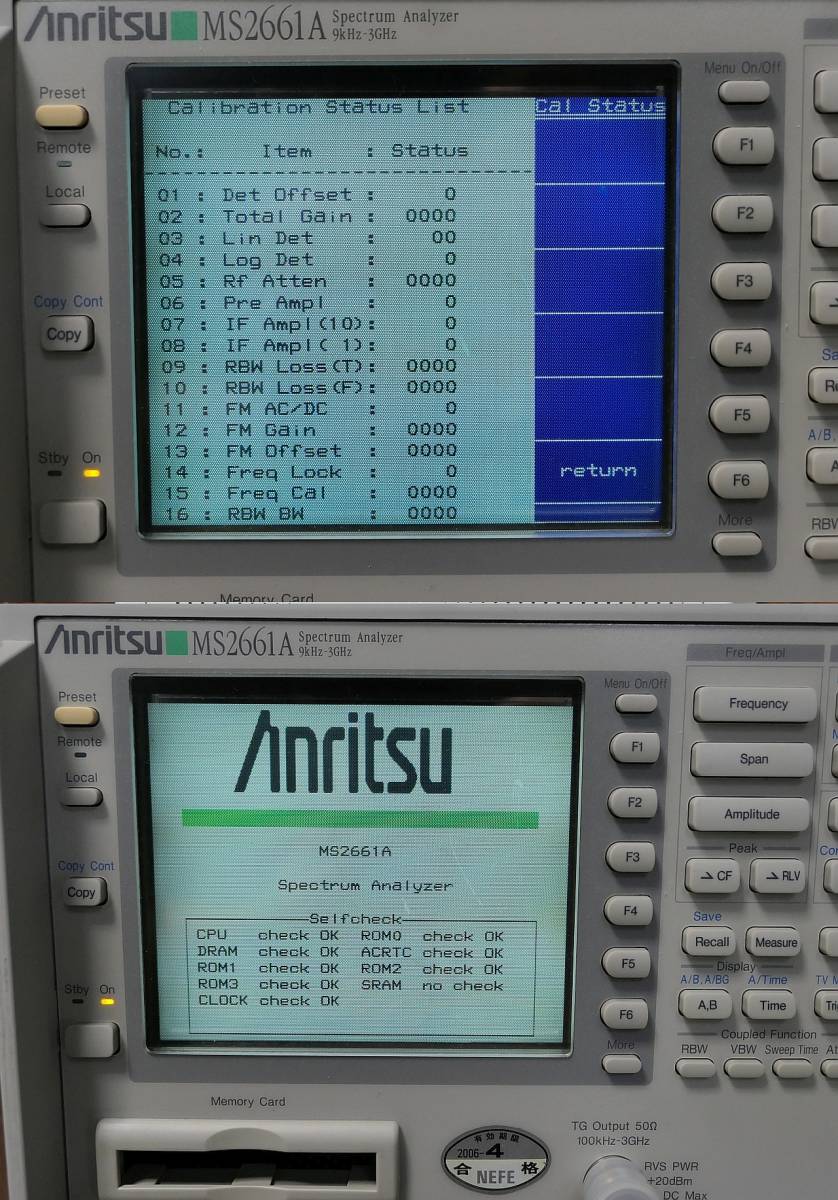 Anritsu MS2661A Spectrum Analyzer
9kHz-3GHz
Menu On/Off
Preset
Remote
Local
Copy Cont
Copy
Stby On
Calibration Status List
Cal Status
No.: Item : Status
01 : Det Offset : 0
02 : Total Gain : 0000
03 : Lin Det : 00
04 : Log Det : 0
05 : Rf Atten : 0000
06 : Pre Ampl : 0
07 : IF Ampl(10): 0
08 : IF Ampl( 1): 0
09 : RBW Loss(T): 0000
10 : RBW Loss(F): 0000
11 : FM AC/DC : 0
12 : FM Gain : 0000
13 : FM Offset : 0000
14 : Freq Lock : 0
15 : Freq Cal : 0000
16 : RBW BW : 0000
return
F1
F2
F3
F4
F5
F6
More
A/B,
RBW
Memory Card
Anritsu MS2661A Spectrum Analyzer
9kHz-3GHz
Menu On/Off
Preset
Remote
Local
Copy Cont
Copy
Stby On
Anritsu
MS2661A
Spectrum Analyzer
Selfcheck
CPU check OK ROM0 check OK
DRAM check OK ACRTC check OK
ROM1 check OK ROM2 check OK
ROM3 check OK SRAM no check
CLOCK check OK
F1
F2
F3
F4
F5
F6
More
Freq/Ampl
Frequency
Span
Amplitude
Peak
→CF →RLV
Save
Recall Measure
Display
A/B,A/BG A/Time TV M
A,B Time Tri
Coupled Function
RBW VBW Sweep Time At
Memory Card
有効期限
2006-4
合格
NEFE
TG Output 50Ω
100kHz-3GHz
RVS PWR
+20dBm
DC Max